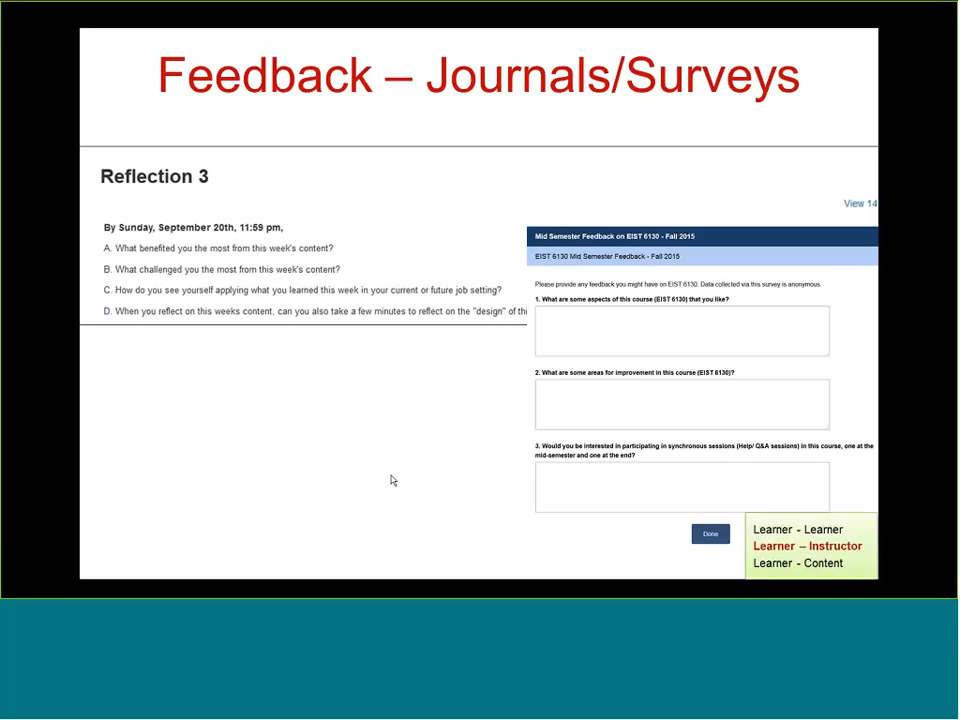 Feedback – Journals/Surveys
Reflection 3
View 14
By Sunday, September 20th, 11:59 pm,
A. What benefited you the most from this week's content?
B. What challenged you the most from this week's content?
C. How do you see yourself applying what you learned this week in your current or future job setting?
D. When you reflect on this weeks content, can you also take a few minutes to reflect on the "design" of thi
Mid Semester Feedback on EIST 6130 - Fall 2015
EIST 6130 Mid Semester Feedback - Fall 2015
Please provide any feedback you might have on EIST 6130. Data collected via this survey is anonymous.
1. What are some aspects of this course (EIST 6130) that you like?
2. What are some areas for improvement in this course (EIST 6130)?
3. Would you be interested in participating in synchronous sessions (Help/ Q&A sessions) in this course, one at the
mid-semester and one at the end?
Done
Learner - Learner
Learner – Instructor
Learner - Content